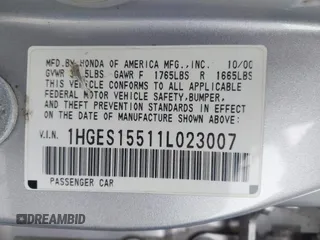 MFD.BY HONDA OF AMERICA MFG.,INC. 10/00
GVWR LBS GAWR F 1765LBS R 1665LBS
THIS VEHICLE CONFORMS TO ALL APPLICABLE
FEDERAL MOTOR VEHICLE SAFETY,BUMPER,
AND THEFT PREVENTION STANDARDS IN EFFECT
ON THE DATE OF MANUFACTURE SHOWN ABOVE.
V.I.N. 1HGES15511L023007
PASSENGER CAR
DREAMBID